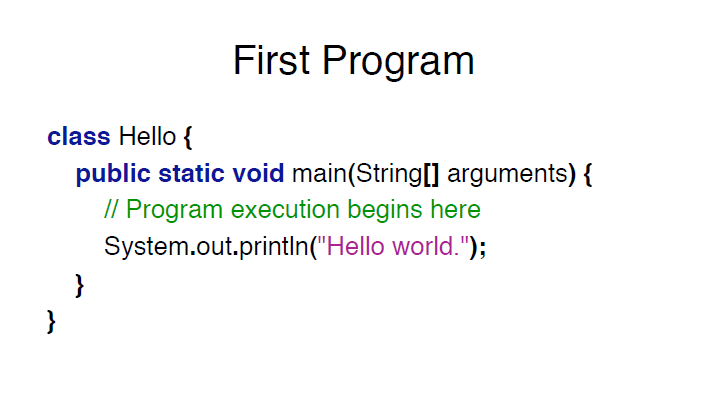 First Program
class Hello {
public static void main(String[] arguments) {
// Program execution begins here
System.out.println("Hello world.");
}
}